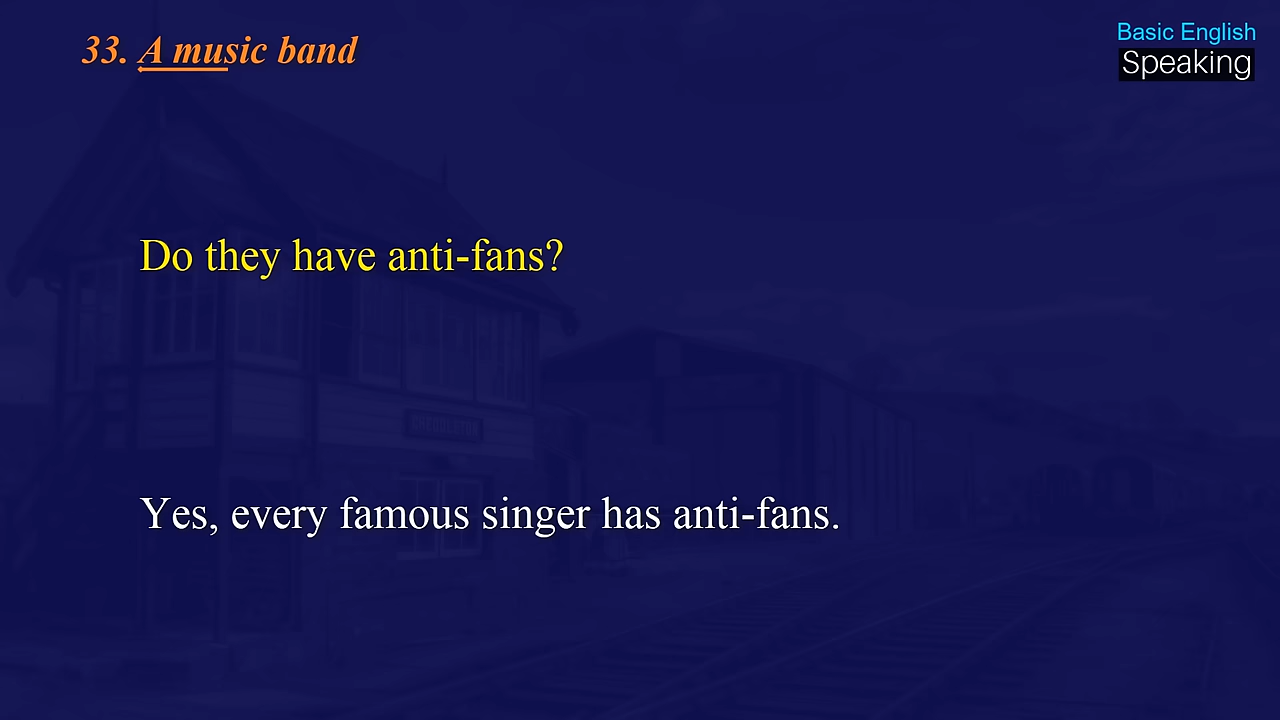 33. A music band
Basic English
Speaking
Do they have anti-fans?
Yes, every famous singer has anti-fans.